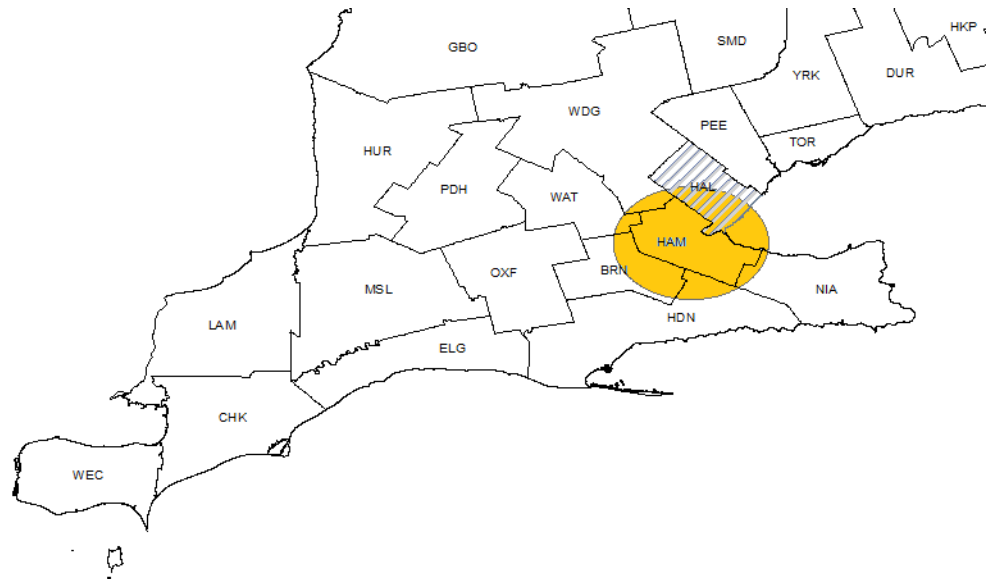 GBO
SMD
HKP
YRK
DUR
WDG
PEE
TOR
HUR
PDH
WAT
HAL
HAM
BRN
OXF
MSL
NIA
HDN
LAM
ELG
CHK
WEC